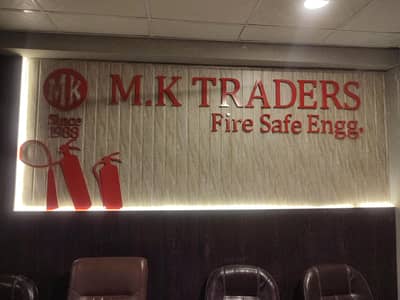 MK
Since
1988
M.K TRADERS
Fire Safe Engg.